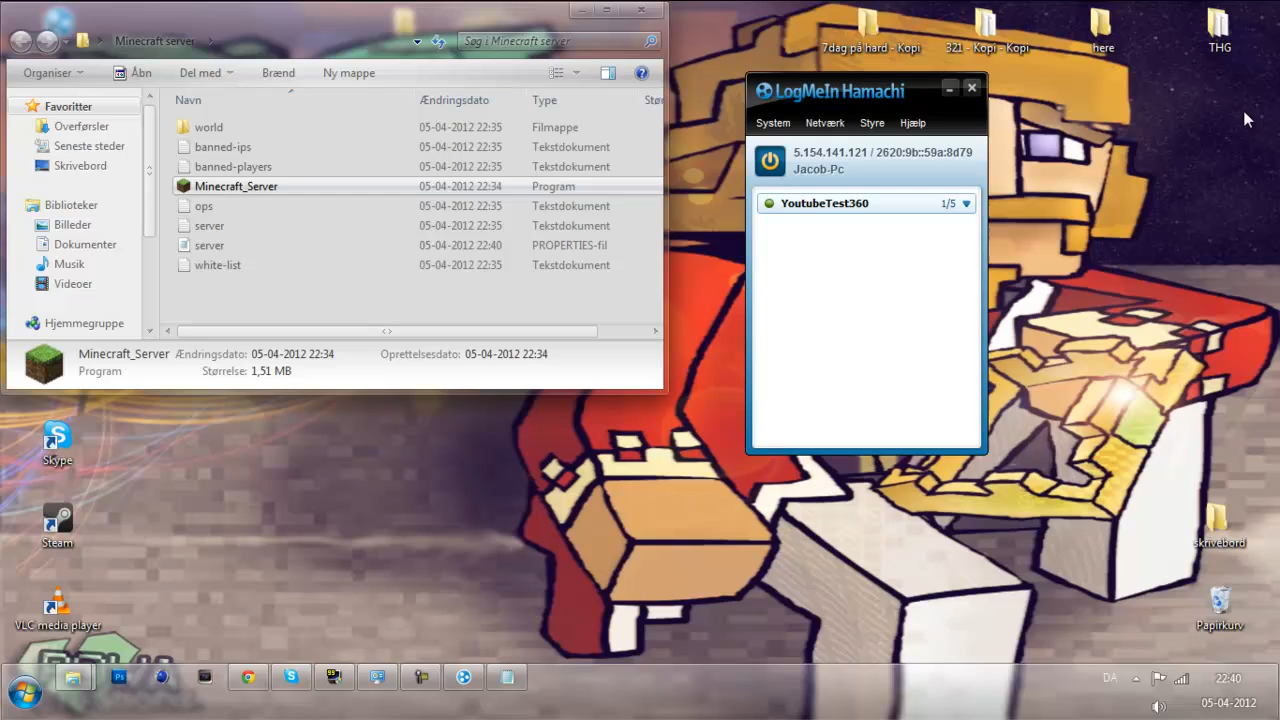 Minecraft server
Søg i Minecraft server
Organiser
Åbn
Del med
Brænd
Ny mappe
Navn
Ændringsdato
Type
Stør
Favoritter
Overførsler
Seneste steder
Skrivebord
Biblioteker
Billeder
Dokumenter
Musik
Videoer
Hjemmegruppe
world 05-04-2012 22:35 Filmappe
banned-ips 05-04-2012 22:35 Tekstdokument
banned-players 05-04-2012 22:35 Tekstdokument
Minecraft_Server 05-04-2012 22:34 Program
ops 05-04-2012 22:35 Tekstdokument
server 05-04-2012 22:35 Tekstdokument
server 05-04-2012 22:40 PROPERTIES-fil
white-list 05-04-2012 22:35 Tekstdokument
Minecraft_Server Ændringsdato: 05-04-2012 22:34 Oprettelsesdato: 05-04-2012 22:34
Program Størrelse: 1,51 MB
7dag på hard - Kopi
321 - Kopi - Kopi
here
THG
LogMeIn Hamachi
System Netværk Styre Hjælp
5.154.141.121 / 2620:9b::59a:8d79
Jacob-Pc
YoutubeTest360 1/5
Skype
Steam
VLC media player
skrivebord
Papirkurv
Ps
99
DA
22:40
05-04-2012